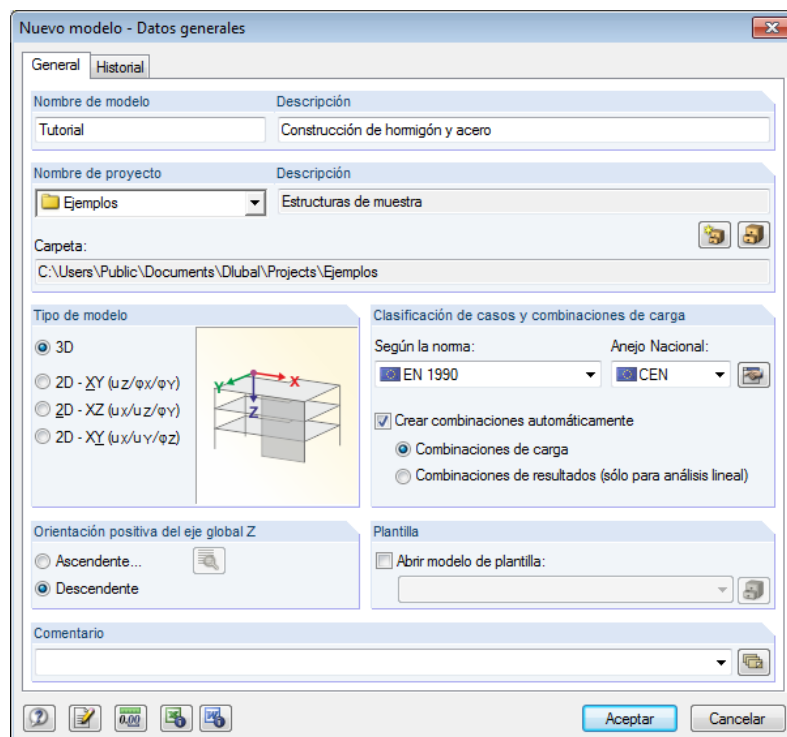 Nuevo modelo - Datos generales
General Historial
Nombre de modelo Descripción
Tutorial Construcción de hormigón y acero
Nombre de proyecto Descripción
Ejemplos Estructuras de muestra
Carpeta:
C:\Users\Public\Documents\Dlubal\Projects\Ejemplos
Tipo de modelo
3D
2D - XY (uZ/φX/φY)
2D - XZ (uX/uZ/φY)
2D - XY (uX/uY/φZ)
Y X
Z
Clasificación de casos y combinaciones de carga
Según la norma: Anejo Nacional:
EN 1990 CEN
Crear combinaciones automáticamente
Combinaciones de carga
Combinaciones de resultados (sólo para análisis lineal)
Orientación positiva del eje global Z
Ascendente...
Descendente
Plantilla
Abrir modelo de plantilla:
Comentario
0.00
Aceptar Cancelar